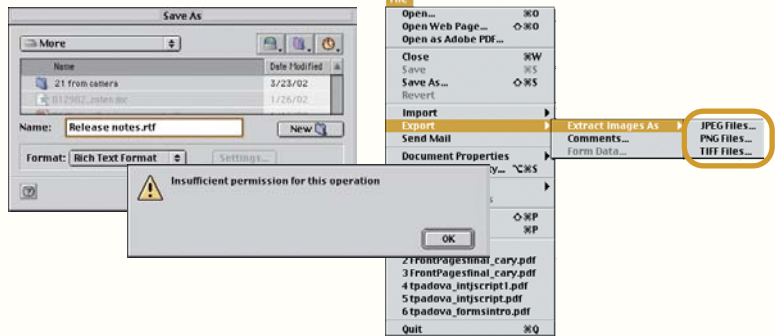 Save As
More
Name
Date Modified
21 from camera
3/23/02
1/26/02
Name:
Release notes.rtf
New
Format:
Rich Text Format
Settings...
?
Insufficient permission for this operation
OK
File
Open... ⌘O
Open Web Page... ⇧⌘O
Open as Adobe PDF...
Close ⌘W
Save ⌘S
Save As... ⇧⌘S
Revert
Import
Export
Send Mail
Document Properties
⌥⌘S
⇧⌘P
⌘P
2 FrontPagesfinal_cary.pdf
3 FrontPagesfinal_cary.pdf
4 tpadova_intjscript1.pdf
5 tpadova_intjscript.pdf
6 tpadova_formsintro.pdf
Quit ⌘Q
Extract Images As
Comments...
Form Data...
JPEG Files...
PNG Files...
TIFF Files...